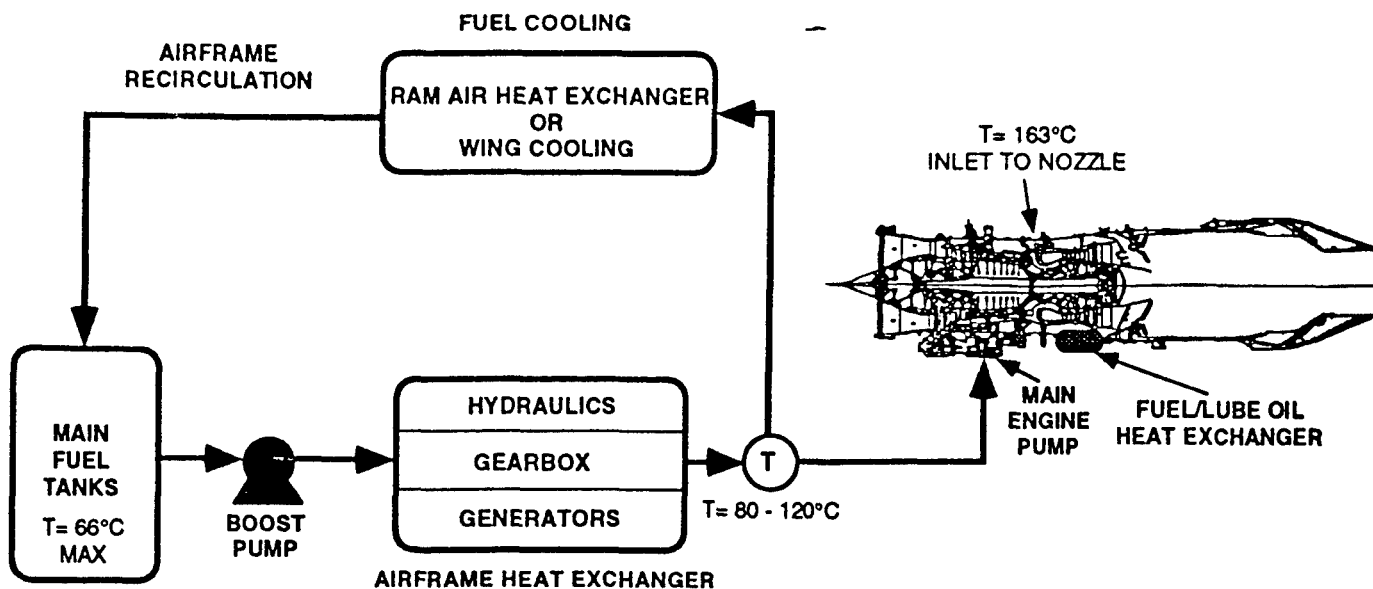 FUEL COOLING
AIRFRAME
RECIRCULATION
RAM AIR HEAT EXCHANGER
OR
WING COOLING
T= 163°C
INLET TO NOZZLE
MAIN
FUEL
TANKS
T= 66°C
MAX
BOOST
PUMP
HYDRAULICS
GEARBOX
GENERATORS
AIRFRAME HEAT EXCHANGER
T
T= 80 - 120°C
MAIN
ENGINE
PUMP
FUEL/LUBE OIL
HEAT EXCHANGER